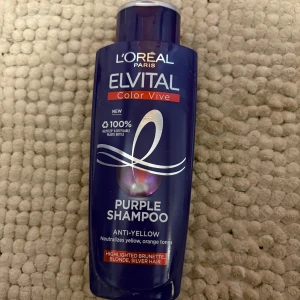 L'ORÉAL
PARIS
ELVITAL
Color Vive
NEW
100%
PURPLE
SHAMPOO
ANTI-YELLOW
Neutralizes yellow, orange tones
HIGHLIGHTED BRUNETTE,
BLONDE, SILVER HAIR